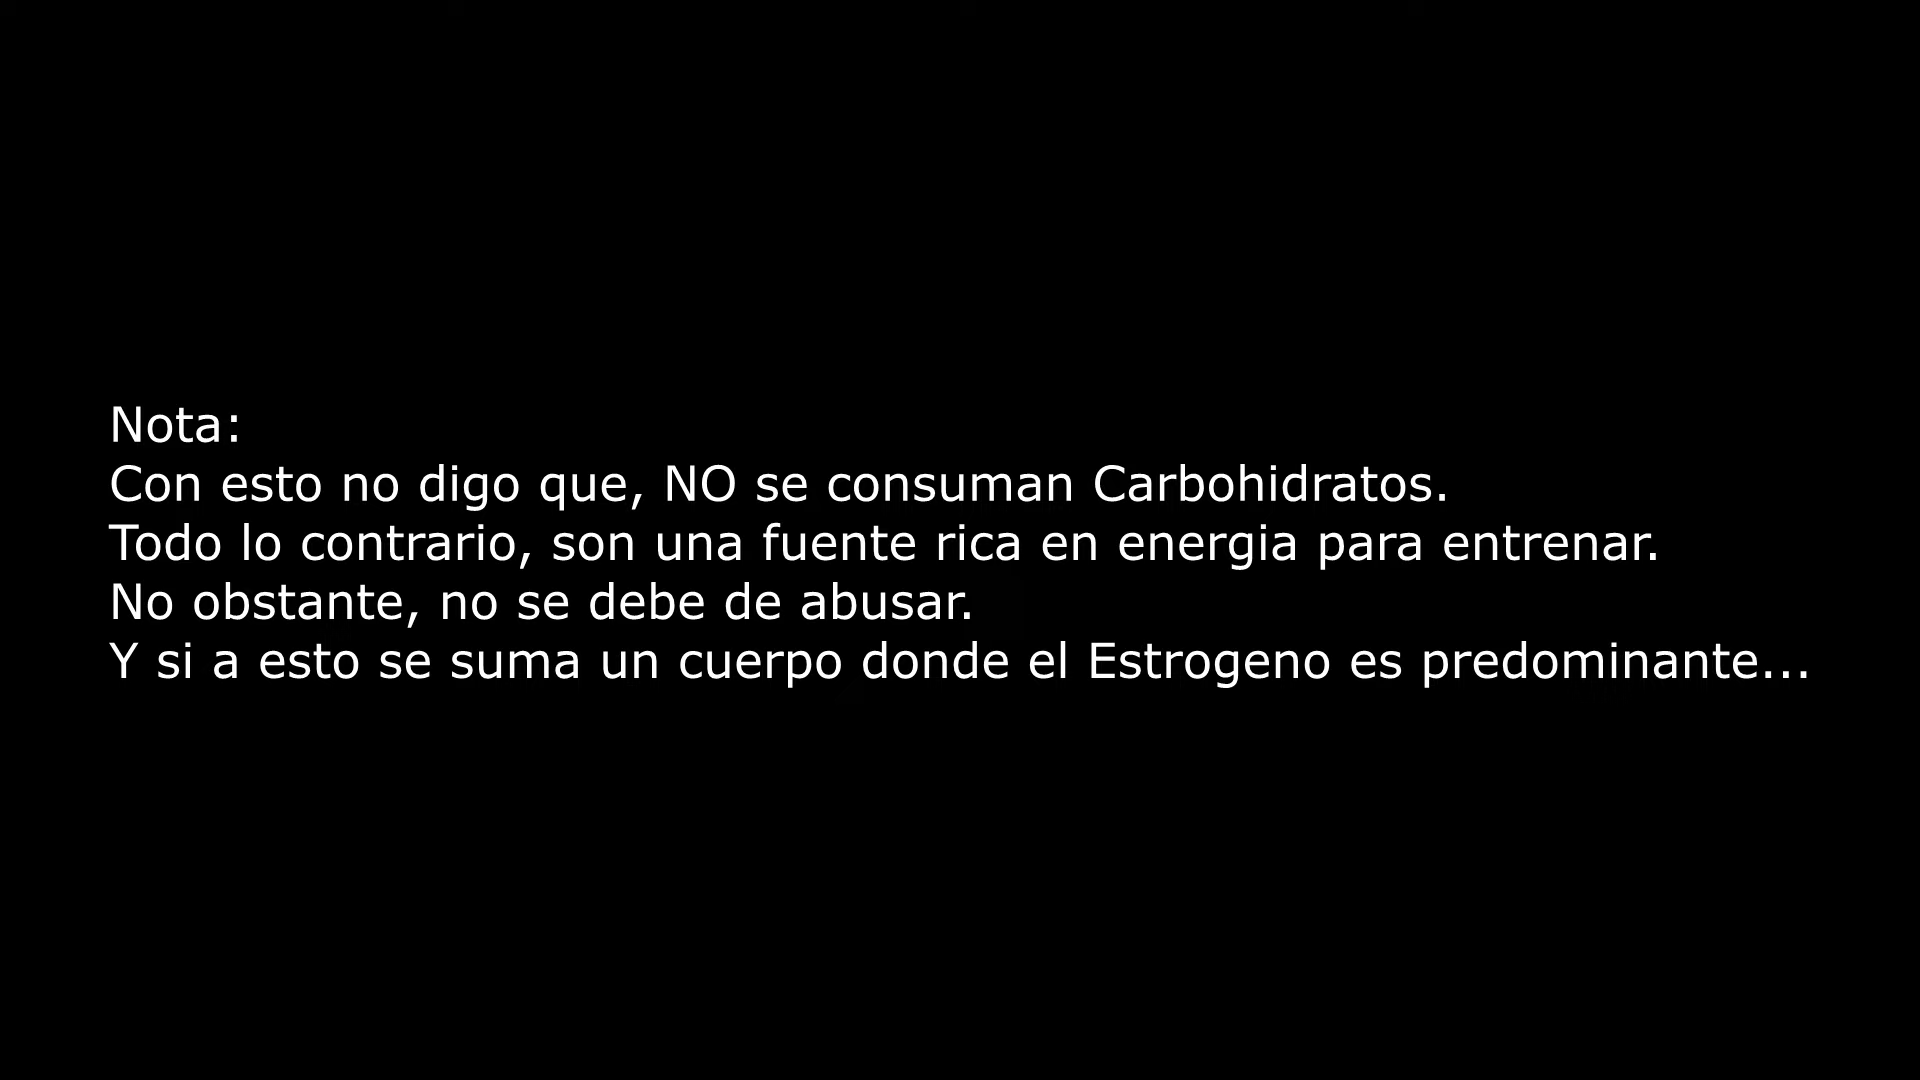 Nota:
Con esto no digo que, NO se consuman Carbohidratos.
Todo lo contrario, son una fuente rica en energia para entrenar.
No obstante, no se debe de abusar.
Y si a esto se suma un cuerpo donde el Estrogeno es predominante...